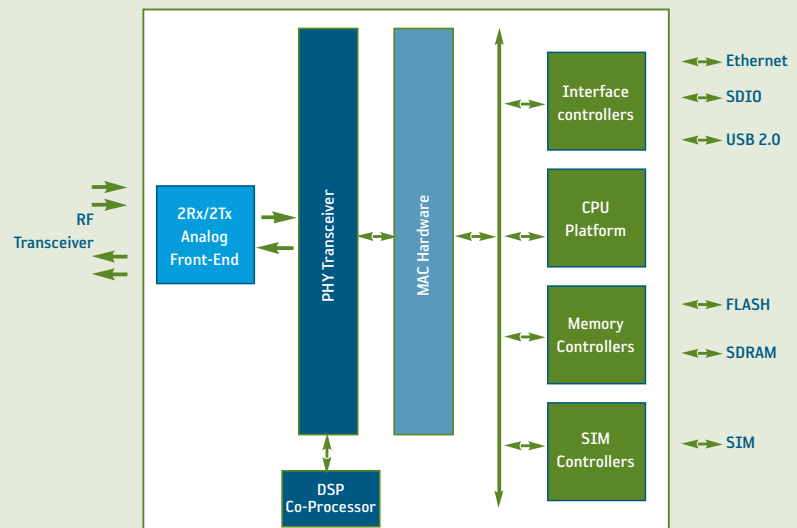 RF
Transceiver
2Rx/2Tx
Analog
Front-End
PHY Transceiver
DSP
Co-Processor
MAC Hardware
Interface
controllers
CPU
Platform
Memory
Controllers
SIM
Controllers
Ethernet
SDIO
USB 2.0
FLASH
SDRAM
SIM